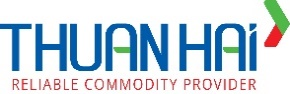 THUAN HAI
RELIABLE COMMODITY PROVIDER